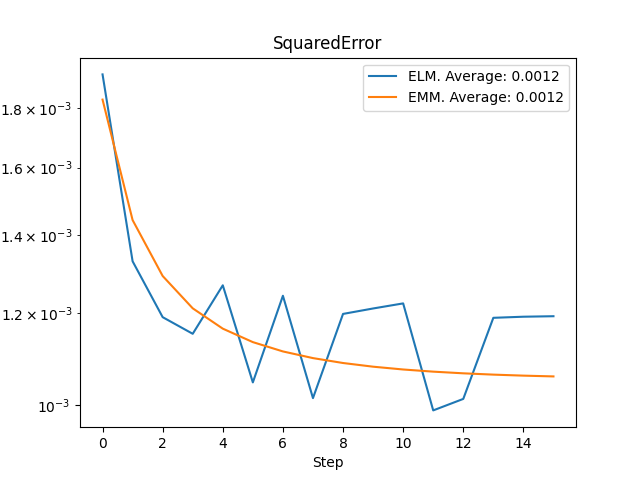 SquaredError
ELM. Average: 0.0012
EMM. Average: 0.0012
1.8 × 10⁻³
1.6 × 10⁻³
1.4 × 10⁻³
1.2 × 10⁻³
10⁻³
0 2 4 6 8 10 12 14
Step